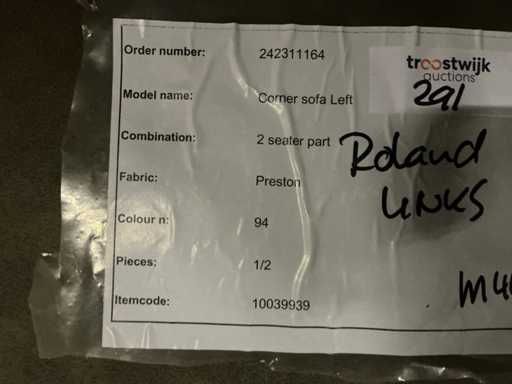 Order number: 242311164
troostwijk
auctions
291
Model name: Corner sofa Left
Combination: 2 seater part
Roland
Fabric: Preston
LINKS
Colour n: 94
Pieces: 1/2
Itemcode: 10039939